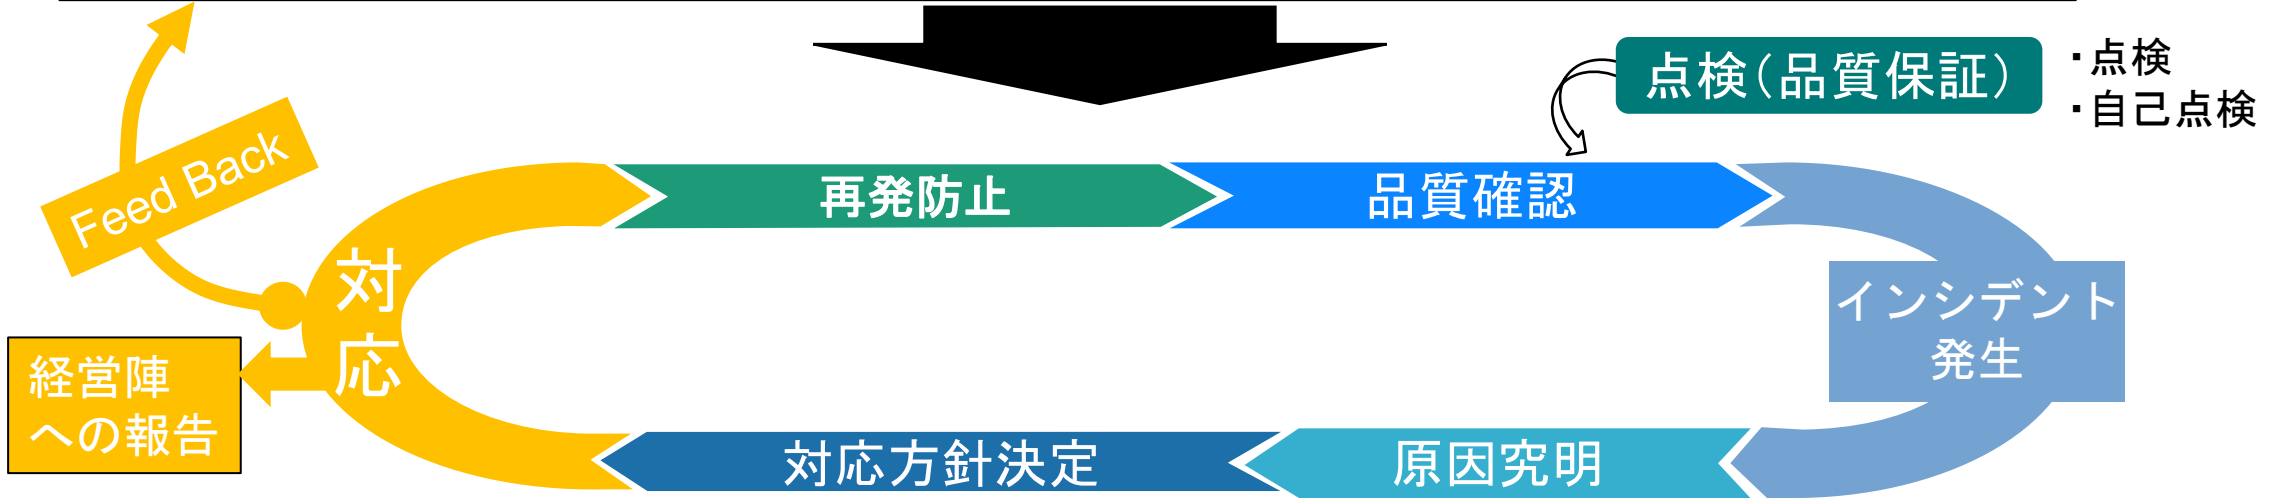 点検（品質保証）
・点検
・自己点検
Feed Back
再発防止
品質確認
対
応
インシデント
発生
経営陣
への報告
対応方針決定
原因究明